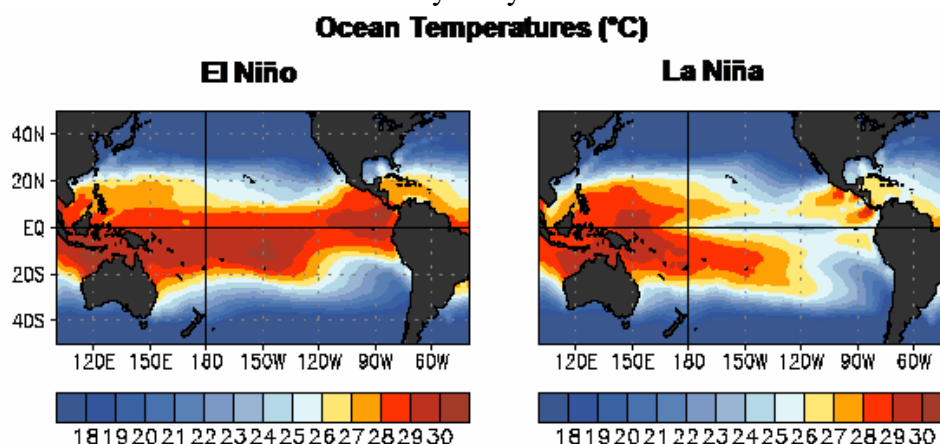 Ocean Temperatures (°C)
El Niño
La Niña
40N
20N
EQ
20S
40S
120E 150E 180 150W 120W 90W 60W
120E 150E 180 150W 120W 90W 60W
18 19 20 21 22 23 24 25 26 27 28 29 30
18 19 20 21 22 23 24 25 26 27 28 29 30